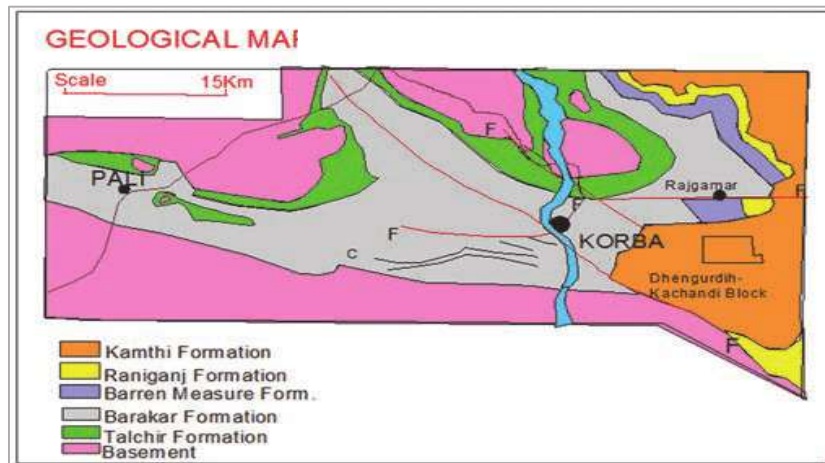 GEOLOGICAL MAP
Scale 15Km
F
PALI
Rajgamar
F
F
F
KORBA
C
Dhengurdih-
Kachandi Block
F
Kamthi Formation
Raniganj Formation
Barren Measure Form.
Barakar Formation
Talchir Formation
Basement